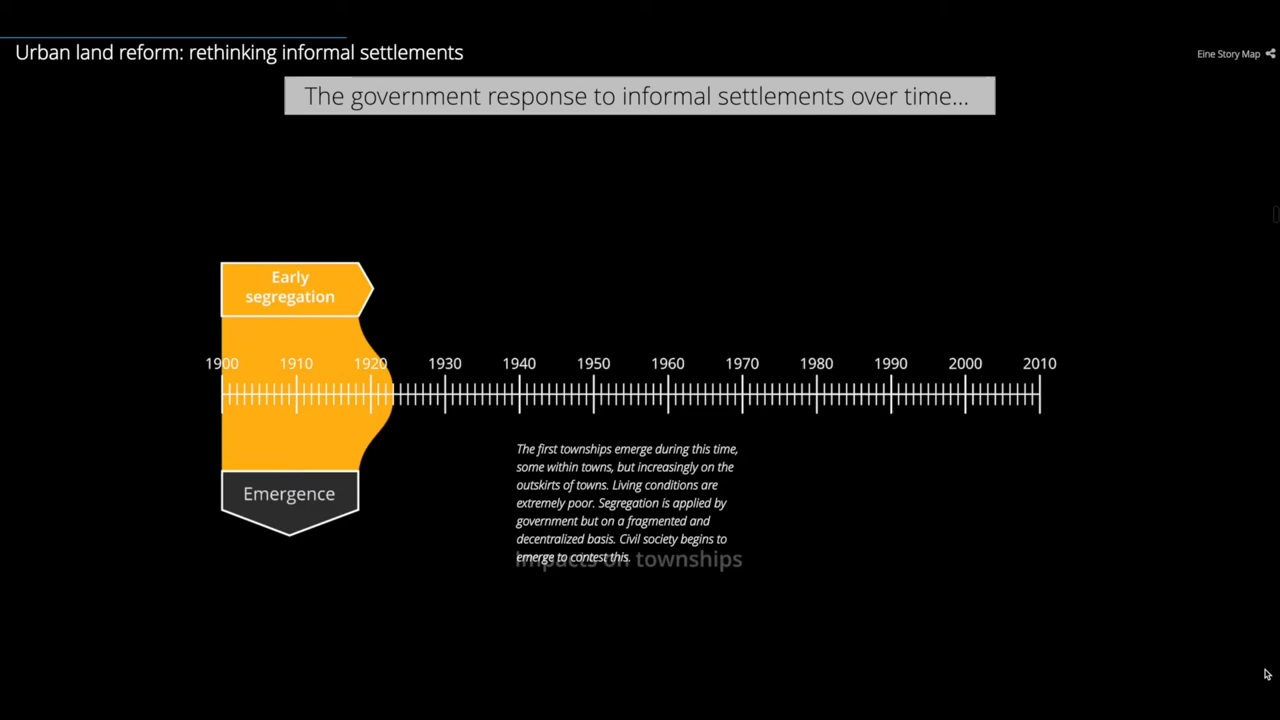 Urban land reform: rethinking informal settlements
Eine Story Map
The government response to informal settlements over time...
Early
segregation
1900 1910 1920 1930 1940 1950 1960 1970 1980 1990 2000 2010
The first townships emerge during this time,
some within towns, but increasingly on the
outskirts of towns. Living conditions are
extremely poor. Segregation is applied by
government but on a fragmented and
decentralized basis. Civil society begins to
emerge to contest this.
Impacts on townships
Emergence